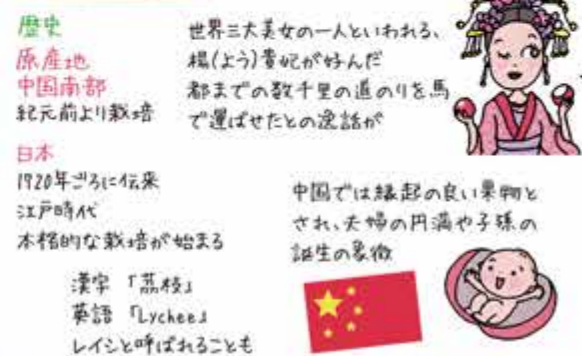 歴史
原産地
中国南部
紀元前より栽培
世界三大美女の一人といわれる、
楊(よう)貴妃が好んだ
都までの数千里の道のりを馬
で運ばせたとの逸話が
日本
1720年ごろに伝来
江戸時代
本格的な栽培が始まる
中国では縁起の良い果物と
され、夫婦の円満や子孫の
誕生の象徴
漢字 「茘枝」
英語 「Lychee」
レイシと呼ばれることも